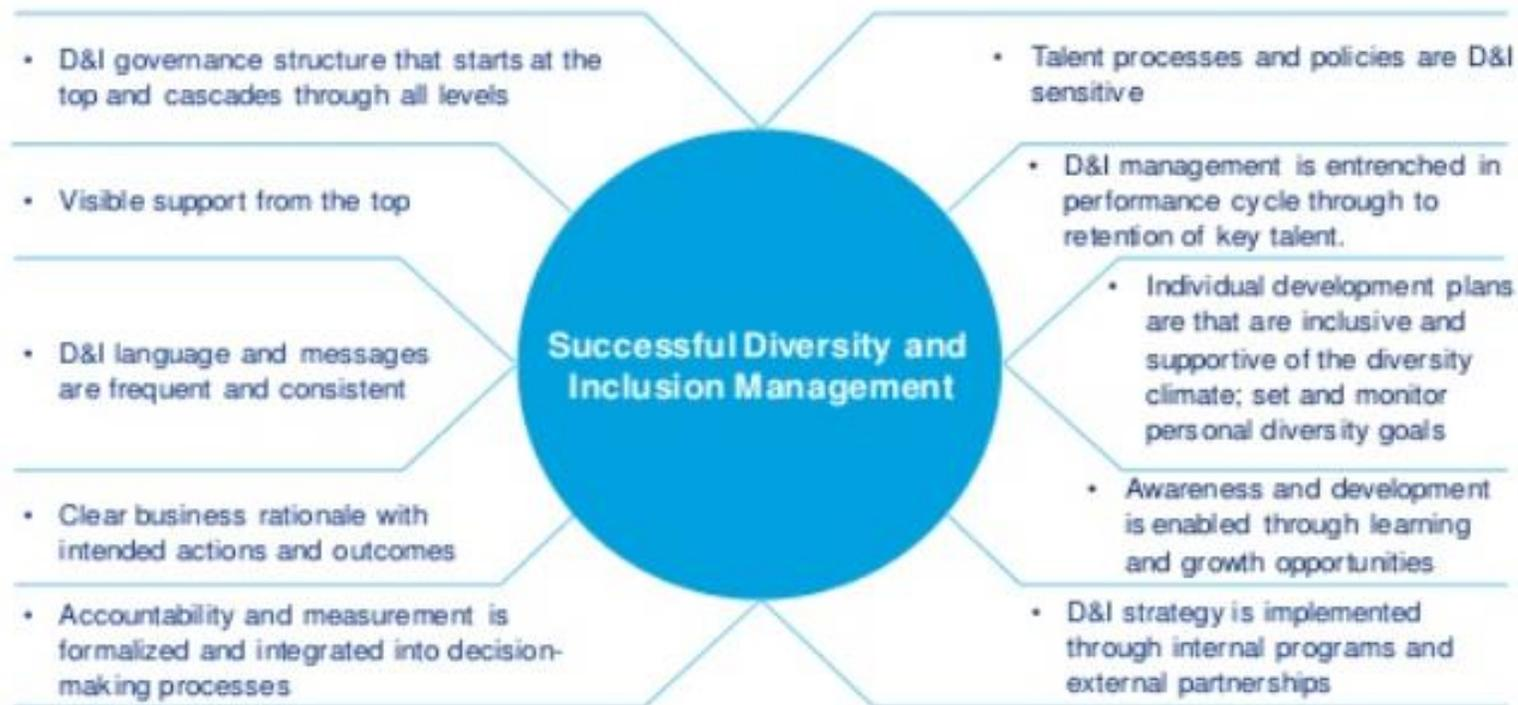 • D&I governance structure that starts at the
top and cascades through all levels
• Visible support from the top
• D&I language and messages
are frequent and consistent
• Clear business rationale with
intended actions and outcomes
• Accountability and measurement is
formalized and integrated into decision-
making processes
Successful Diversity and
Inclusion Management
• Talent processes and policies are D&I
sensitive
• D&I management is entrenched in
performance cycle through to
retention of key talent.
• Individual development plans
are that are inclusive and
supportive of the diversity
climate; set and monitor
personal diversity goals
• Awareness and development
is enabled through learning
and growth opportunities
• D&I strategy is implemented
through internal programs and
external partnerships